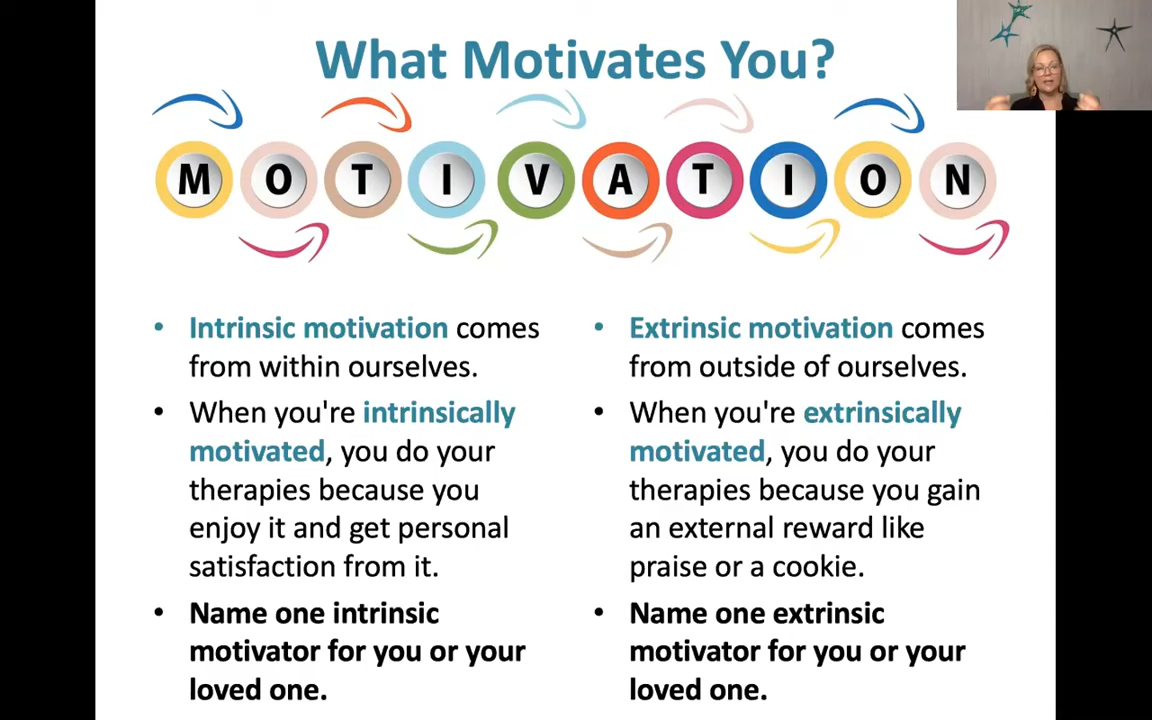 What Motivates You?
MOTIVATION
• Intrinsic motivation comes
from within ourselves.
• When you're intrinsically
motivated, you do your
therapies because you
enjoy it and get personal
satisfaction from it.
• Name one intrinsic
motivator for you or your
loved one.
• Extrinsic motivation comes
from outside of ourselves.
• When you're extrinsically
motivated, you do your
therapies because you gain
an external reward like
praise or a cookie.
• Name one extrinsic
motivator for you or your
loved one.